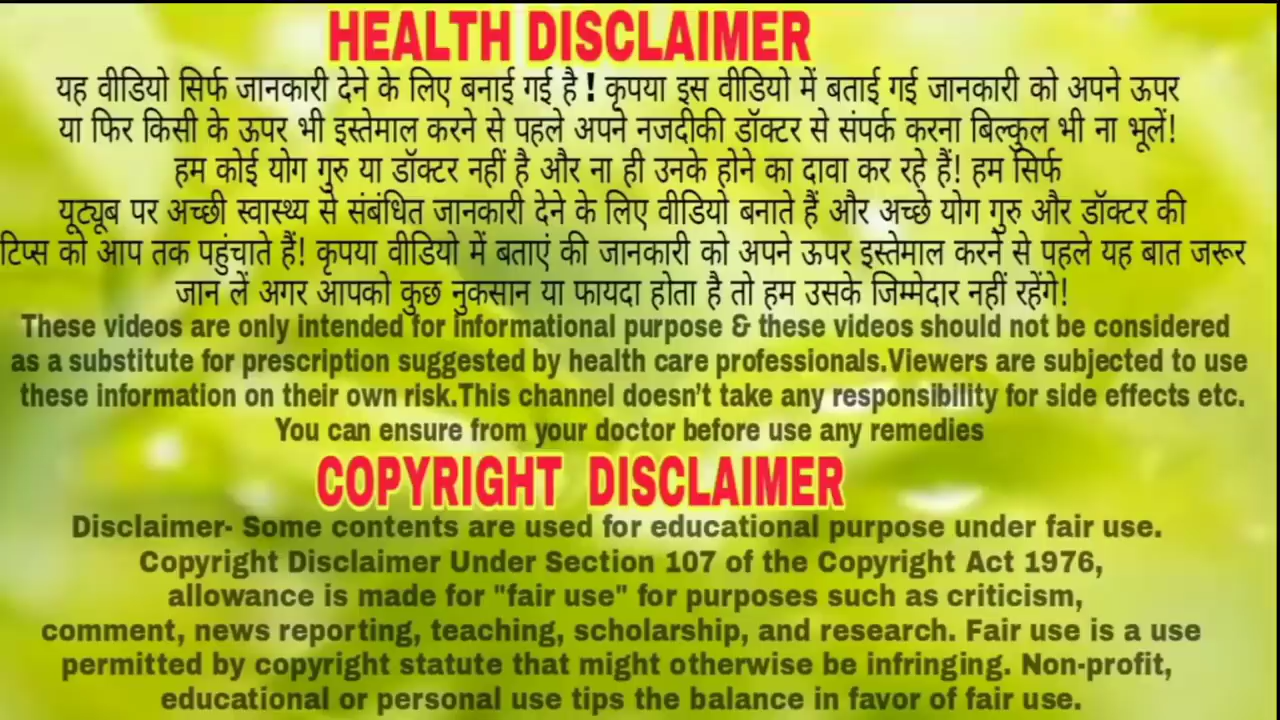 HEALTH DISCLAIMER
यह वीडियो सिर्फ जानकारी देने के लिए बनाई गई है ! कृपया इस वीडियो में बताई गई जानकारी को अपने ऊपर
या फिर किसी के ऊपर भी इस्तेमाल करने से पहले अपने नजदीकी डॉक्टर से संपर्क करना बिल्कुल भी ना भूलें!
हम कोई योग गुरु या डॉक्टर नहीं है और ना ही उनके होने का दावा कर रहे हैं! हम सिर्फ
यूट्यूब पर अच्छी स्वास्थ्य से संबंधित जानकारी देने के लिए वीडियो बनाते हैं और अच्छे योग गुरु और डॉक्टर की
टिप्स को आप तक पहुंचाते हैं! कृपया वीडियो में बताएं की जानकारी को अपने ऊपर इस्तेमाल करने से पहले यह बात जरूर
जान लें अगर आपको कुछ नुकसान या फायदा होता है तो हम उसके जिम्मेदार नहीं रहेंगे!
These videos are only intended for informational purpose & these videos should not be considered
as a substitute for prescription suggested by health care professionals.Viewers are subjected to use
these information on their own risk.This channel doesn't take any responsibility for side effects etc.
You can ensure from your doctor before use any remedies
COPYRIGHT DISCLAIMER
Disclaimer- Some contents are used for educational purpose under fair use.
Copyright Disclaimer Under Section 107 of the Copyright Act 1976,
allowance is made for "fair use" for purposes such as criticism,
comment, news reporting, teaching, scholarship, and research. Fair use is a use
permitted by copyright statute that might otherwise be infringing. Non-profit,
educational or personal use tips the balance in favor of fair use.